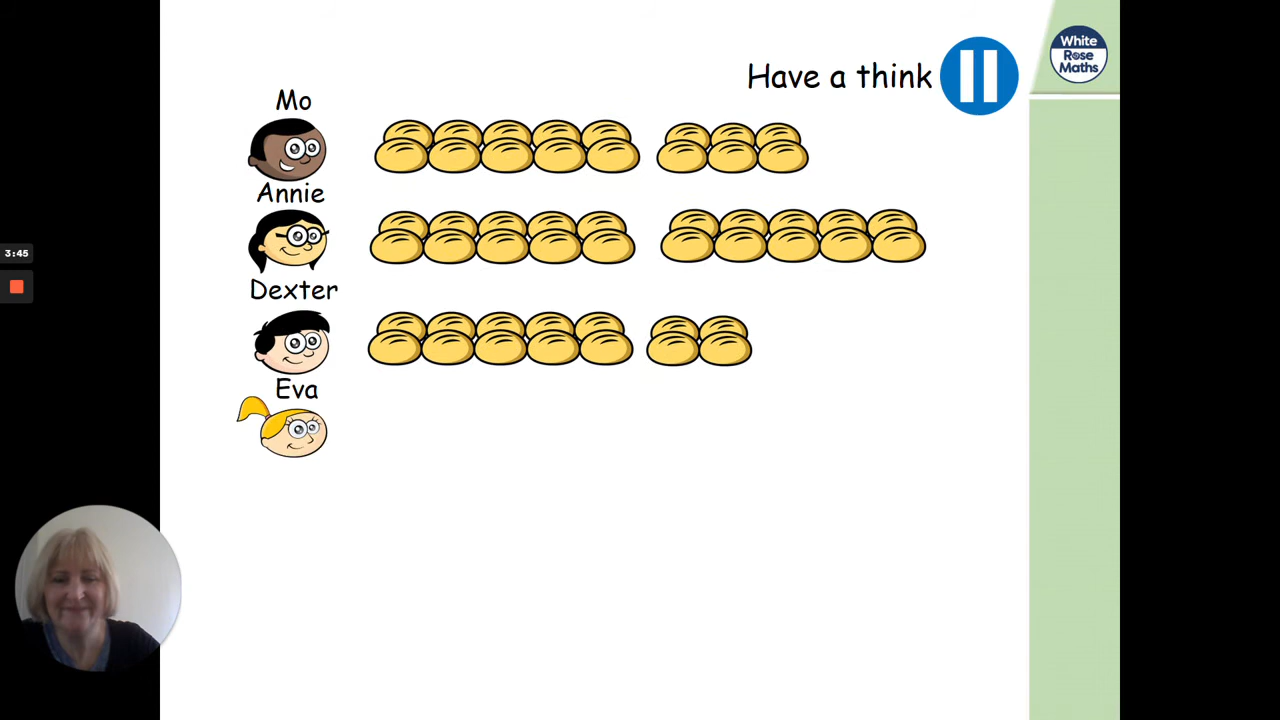 Have a think
White
Rose
Maths
Mo
Annie
3:45
Dexter
Eva